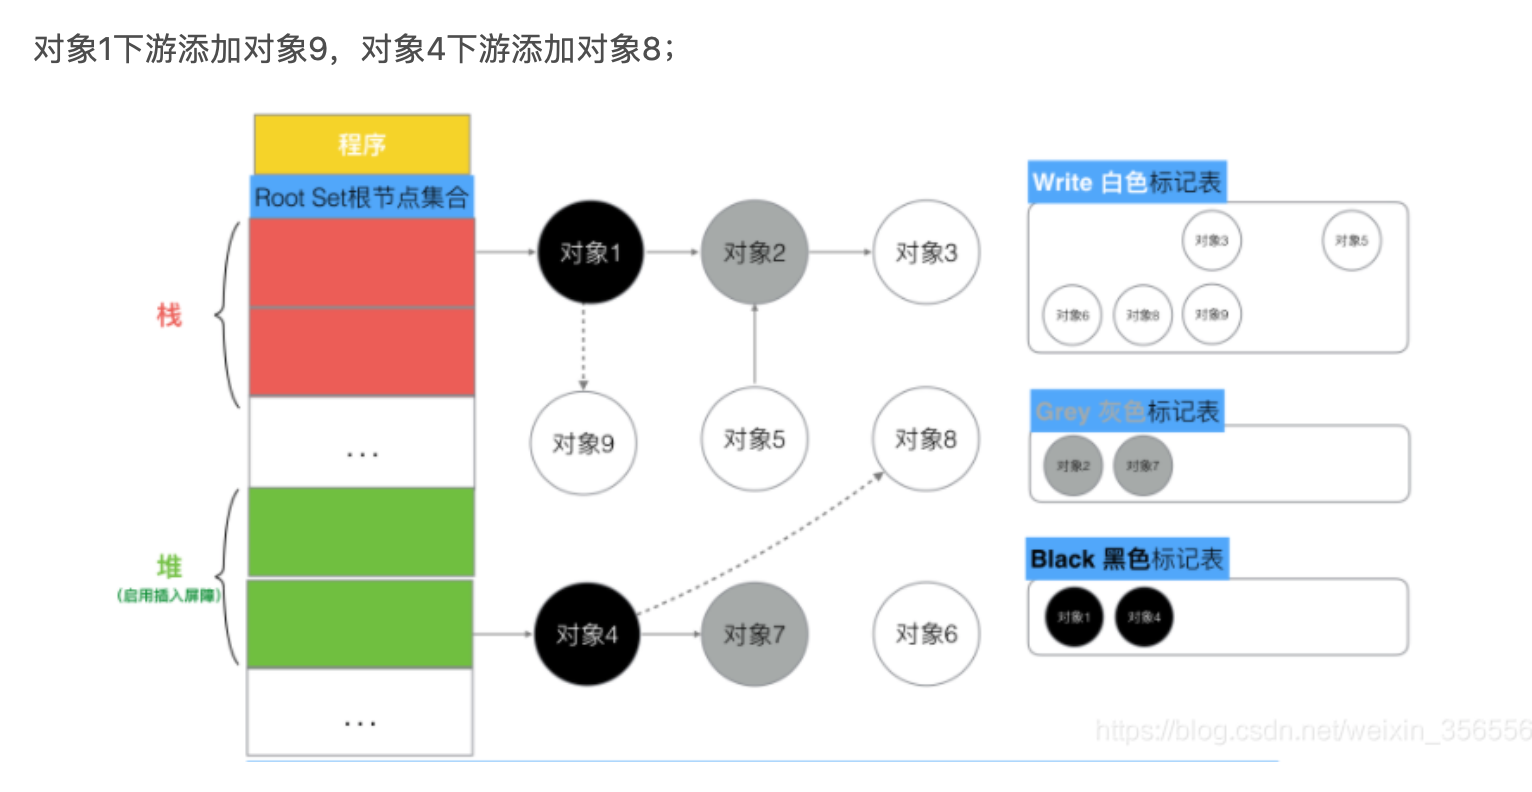 对象1下游添加对象9，对象4下游添加对象8；
程序
Root Set根节点集合
栈
...
堆
(启用插入屏障)
...
对象1
对象2
对象3
对象9
对象5
对象8
对象4
对象7
对象6
Write 白色标记表
对象3
对象5
对象6
对象8
对象9
Grey 灰色标记表
对象2
对象7
Black 黑色标记表
对象1
对象4
https://blog.csdn.net/weixin_356556